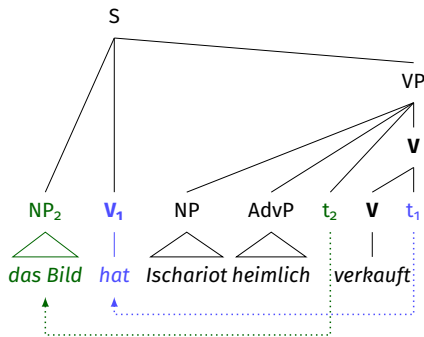 S
VP
V
NP₂ V₁ NP AdvP t₂ V t₁
das Bild hat Ischariot heimlich verkauft